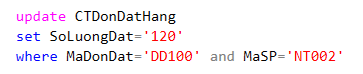 update CTDonDatHang
set SoLuongDat='120'
where MaDonDat='DD100' and MaSP='NT002'